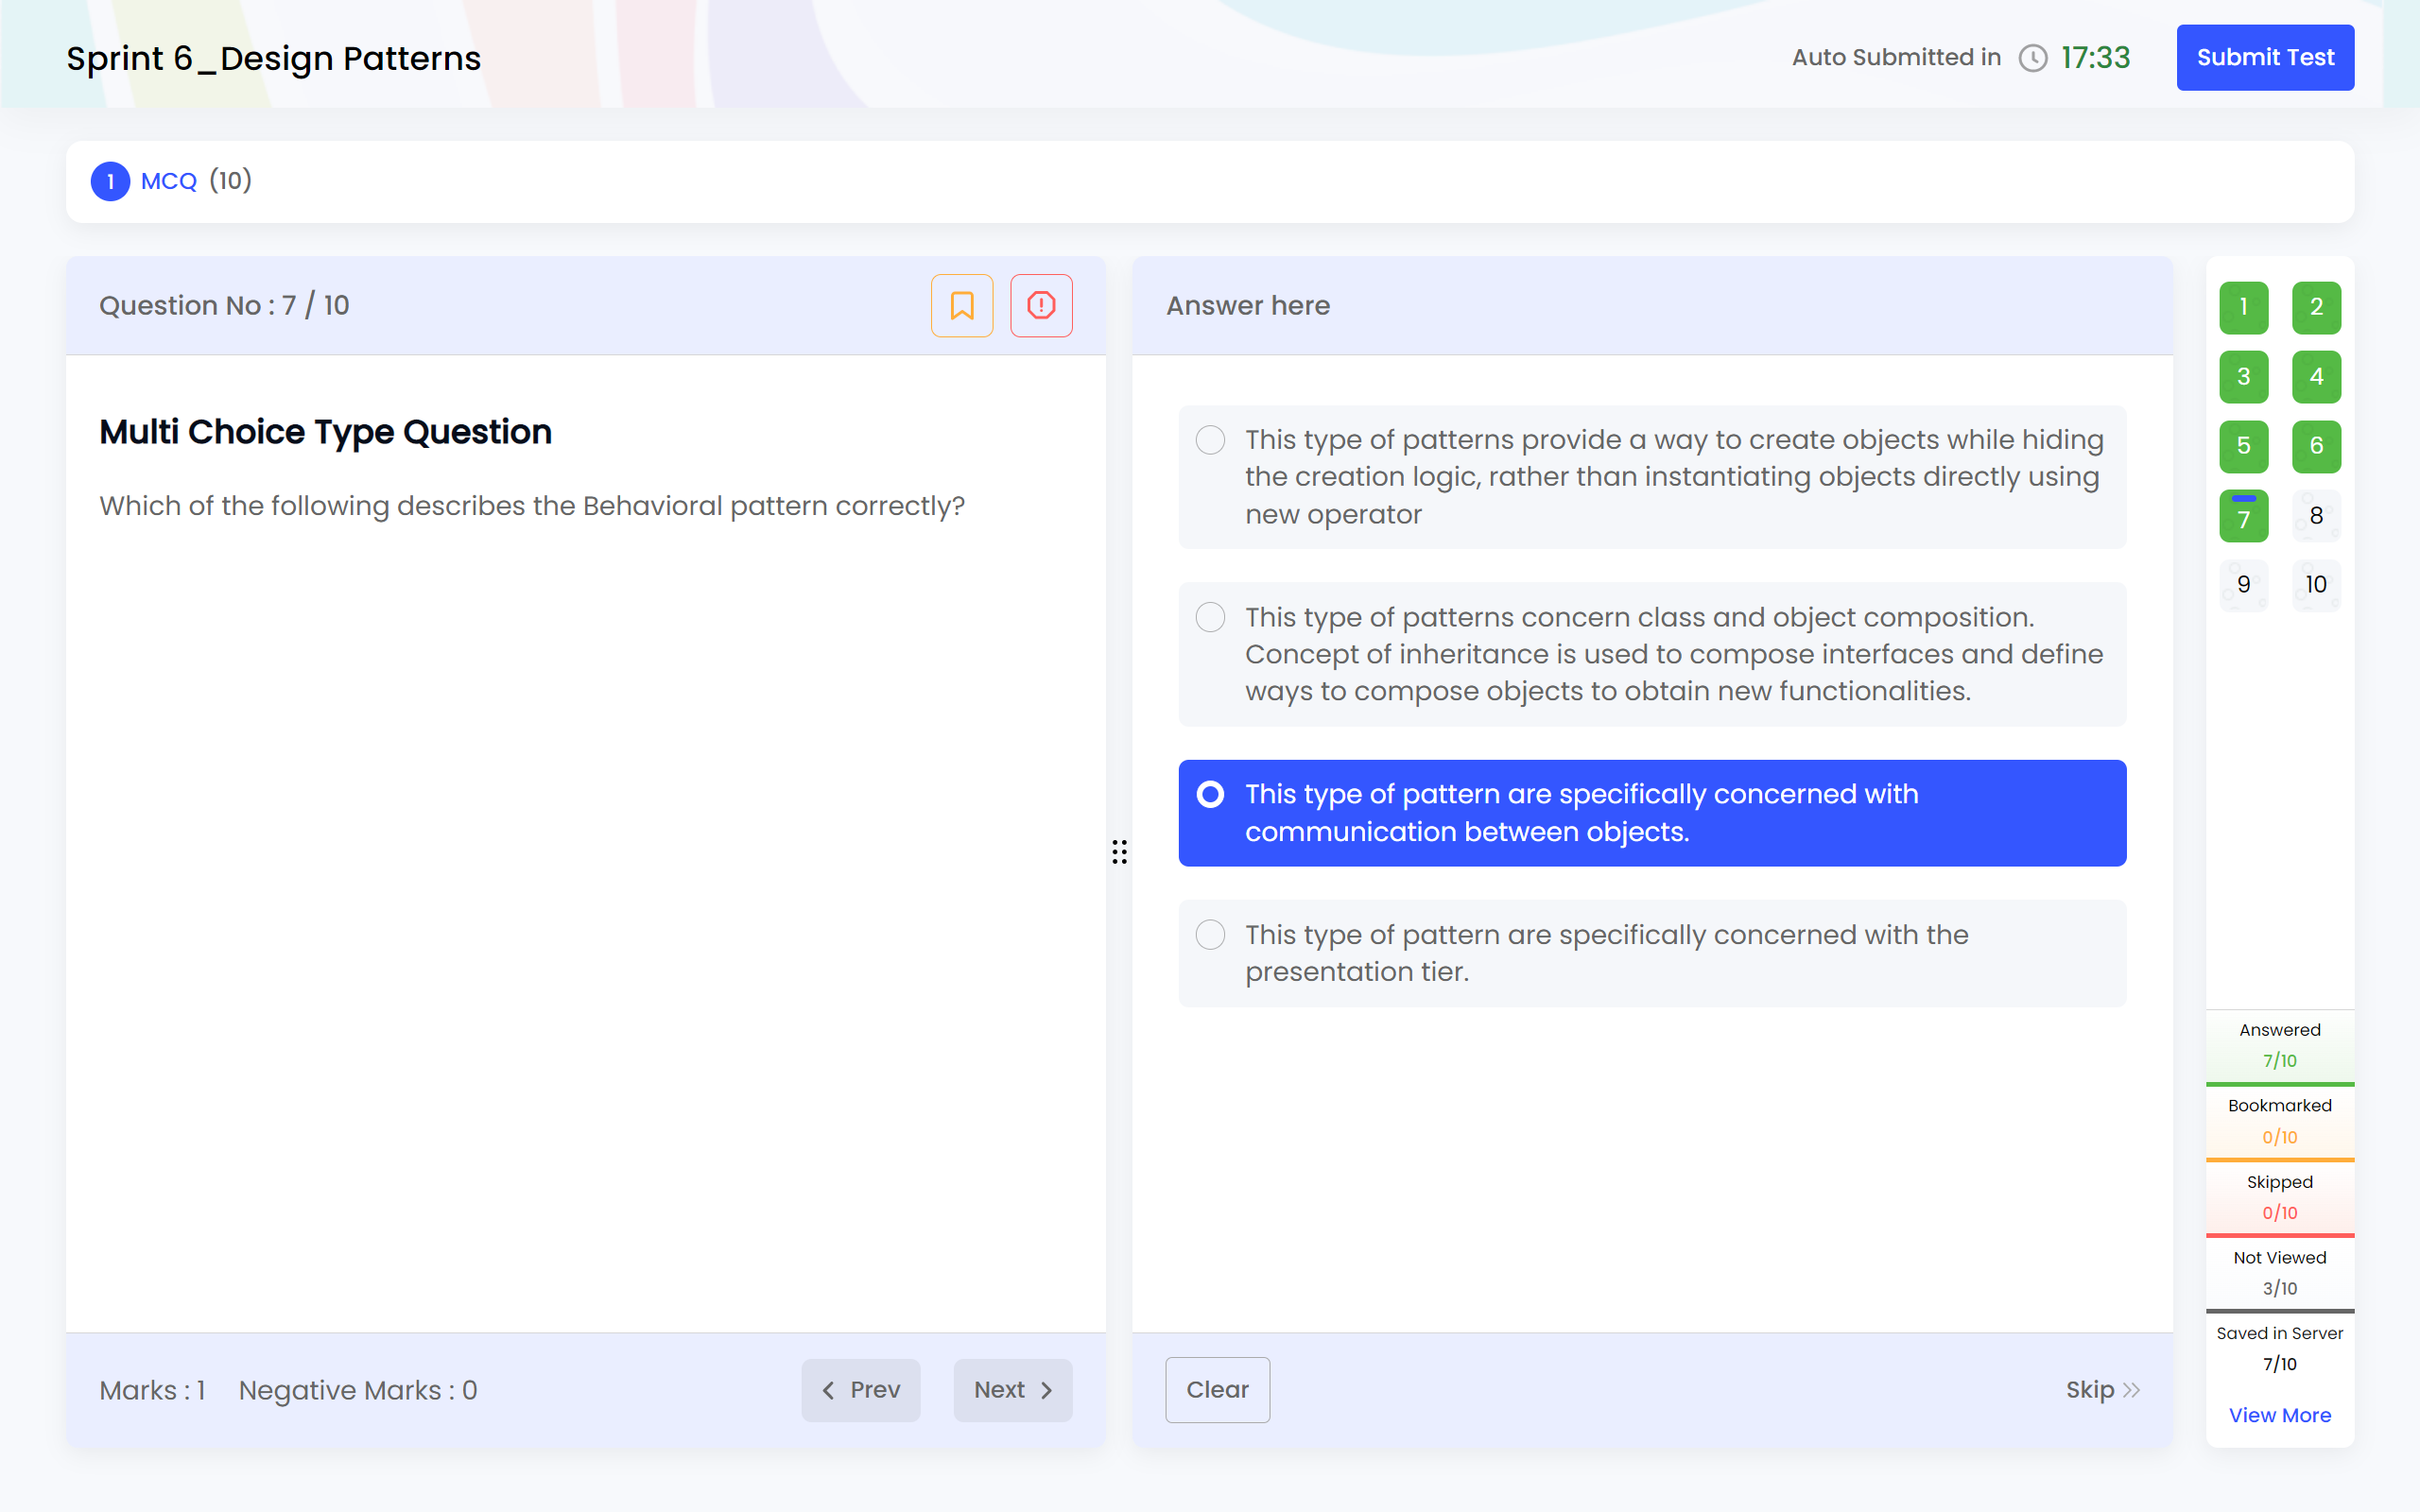 Sprint 6_Design Patterns
Auto Submitted in 17:33
Submit Test
1 MCQ (10)
Question No : 7 / 10
Multi Choice Type Question
Which of the following describes the Behavioral pattern correctly?
Marks : 1 Negative Marks : 0
Prev
Next
Answer here
This type of patterns provide a way to create objects while hiding
the creation logic, rather than instantiating objects directly using
new operator
This type of patterns concern class and object composition.
Concept of inheritance is used to compose interfaces and define
ways to compose objects to obtain new functionalities.
This type of pattern are specifically concerned with
communication between objects.
This type of pattern are specifically concerned with the
presentation tier.
Clear
Skip
1 2
3 4
5 6
7 8
9 10
Answered
7/10
Bookmarked
0/10
Skipped
0/10
Not Viewed
3/10
Saved in Server
7/10
View More